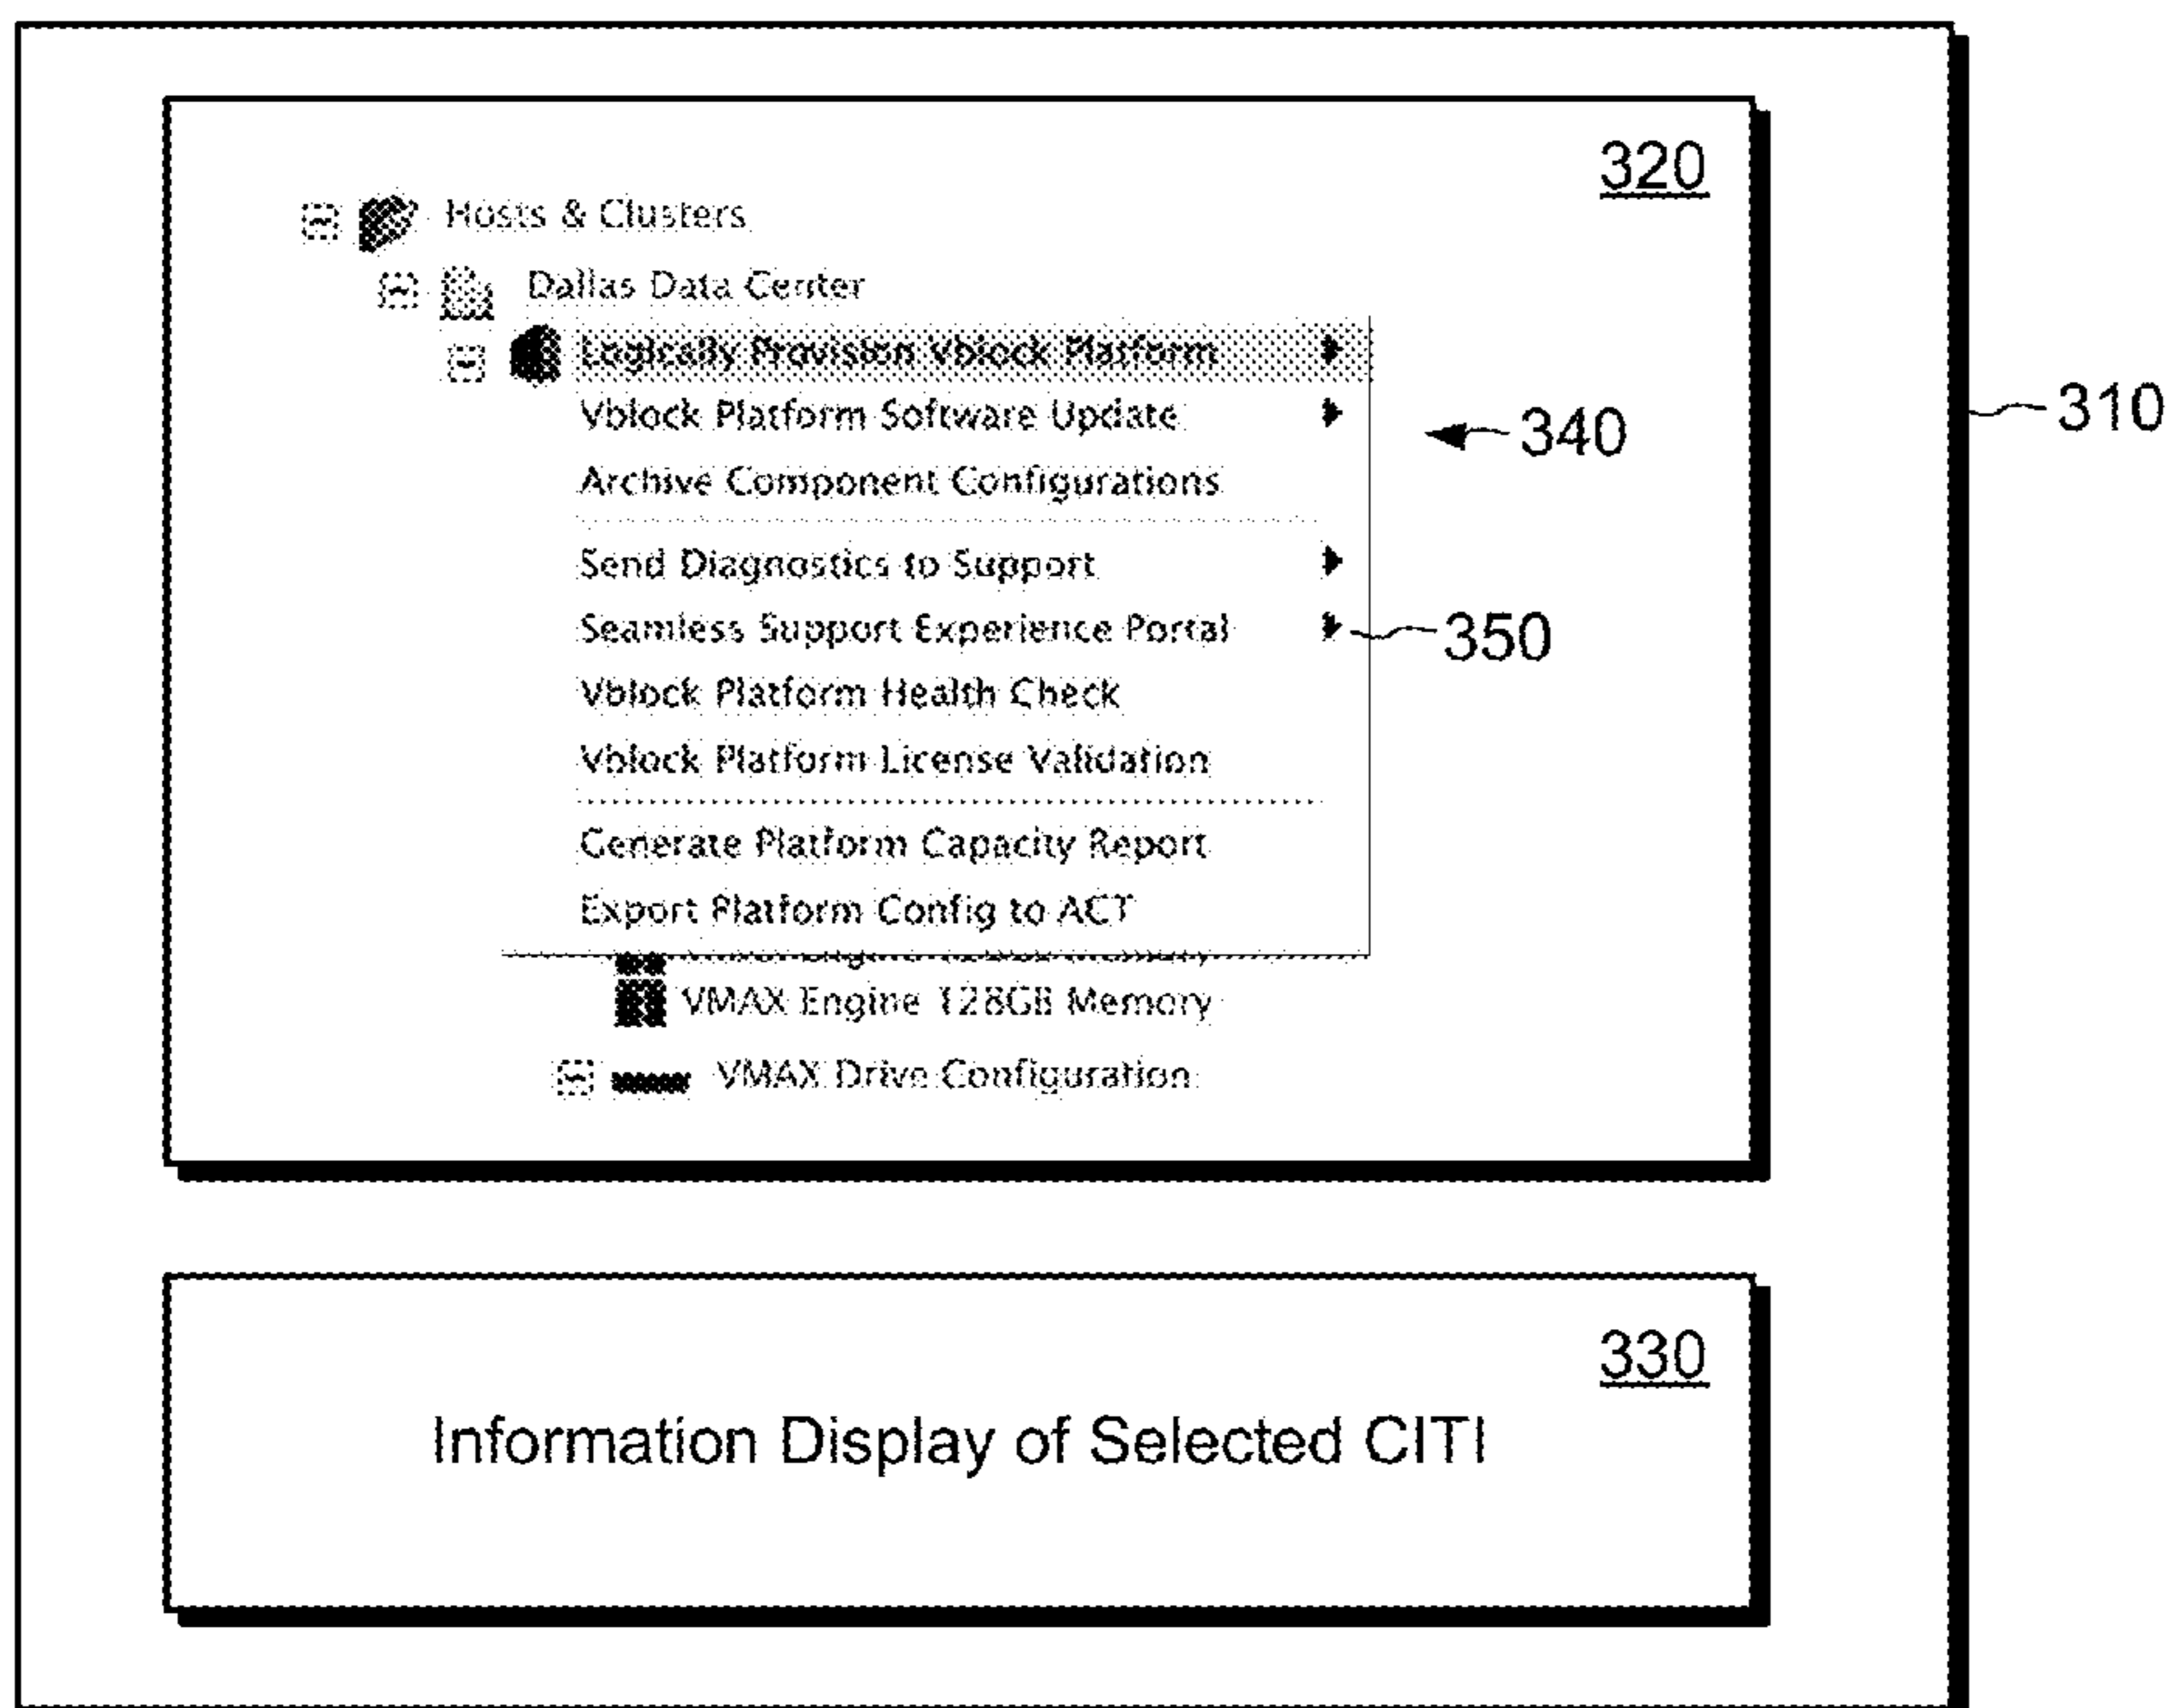 320
Hosts & Clusters
Dallas Data Center
Logically Provision Vblock Platform
Vblock Platform Software Update
310
340
Archive Component Configurations
Send Diagnostics to Support
Seamless Support Experience Portal
350
Vblock Platform Health Check
Vblock Platform License Validation
Generate Platform Capacity Report
Export Platform Config to ACT
VMAX Engine 128GB Memory
VMAX Drive Configuration
330
Information Display of Selected CITI